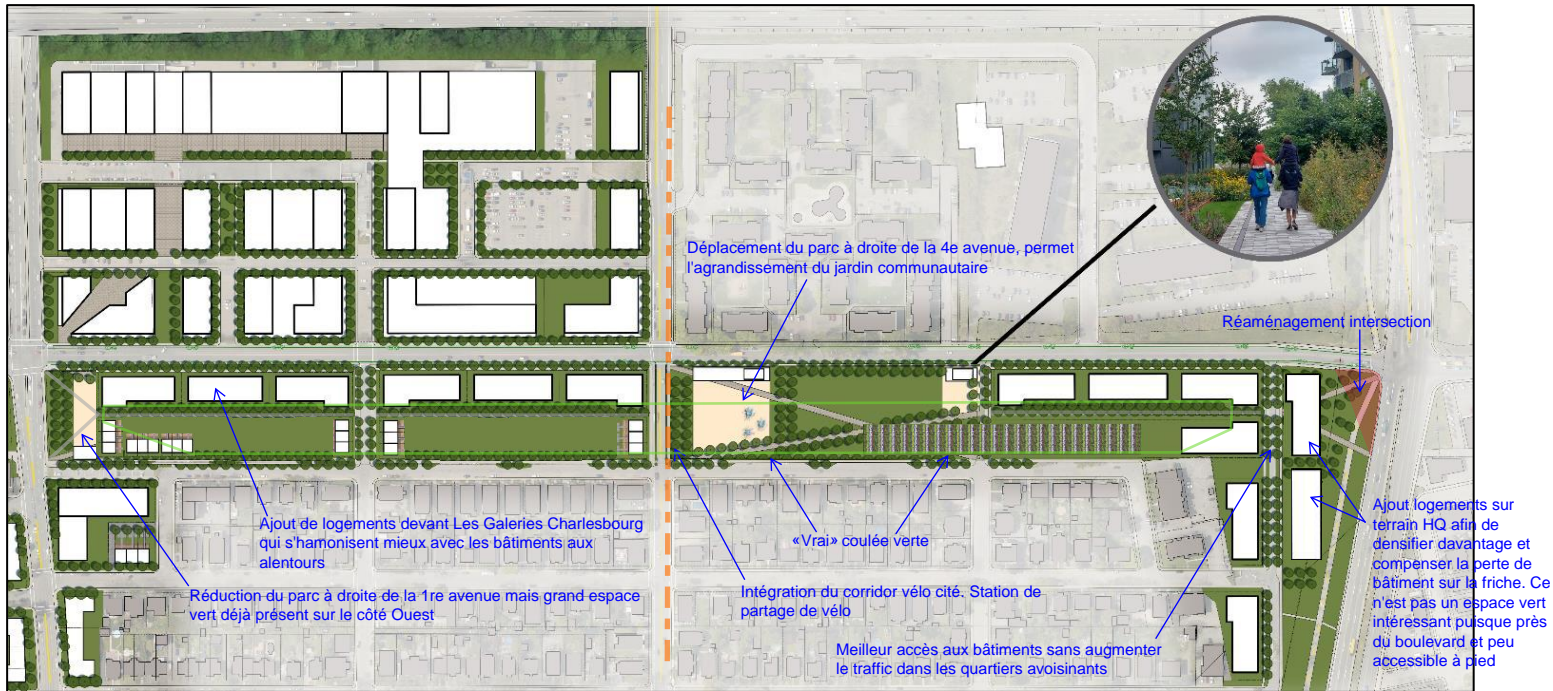 Déplacement du parc à droite de la 4e avenue, permet
l'agrandissement du jardin communautaire
Réaménagement intersection
Ajout de logements devant Les Galeries Charlesbourg
qui s'hamonisent mieux avec les bâtiments aux
alentours
Réduction du parc à droite de la 1re avenue mais grand espace
vert déjà présent sur le côté Ouest
«Vrai» coulée verte
Intégration du corridor vélo cité. Station de
partage de vélo
Meilleur accès aux bâtiments sans augmenter
le traffic dans les quartiers avoisinants
Ajout logements sur
terrain HQ afin de
densifier davantage et
compenser la perte de
bâtiment sur la friche. Ce
n'est pas un espace vert
intéressant puisque près
du boulevard et peu
accessible à pied